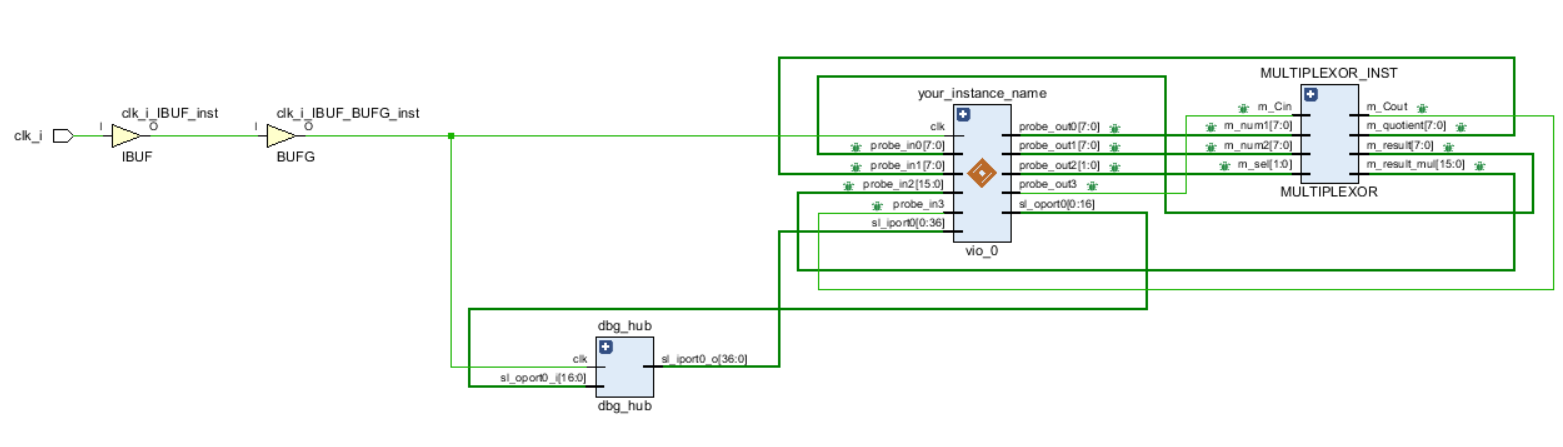 clk_i
clk_i_IBUF_inst
I
O
IBUF
clk_i_IBUF_BUFG_inst
I
O
BUFG
your_instance_name
clk
probe_in0[7:0]
probe_in1[7:0]
probe_in2[15:0]
probe_in3
sl_iport0[0:36]
probe_out0[7:0]
probe_out1[7:0]
probe_out2[1:0]
probe_out3
sl_oport0[0:16]
vio_0
MULTIPLEXOR_INST
m_Cin
m_num1[7:0]
m_num2[7:0]
m_sel[1:0]
m_Cout
m_quotient[7:0]
m_result[7:0]
m_result_mul[15:0]
MULTIPLEXOR
dbg_hub
clk
sl_oport0_i[16:0]
sl_iport0_o[36:0]
dbg_hub